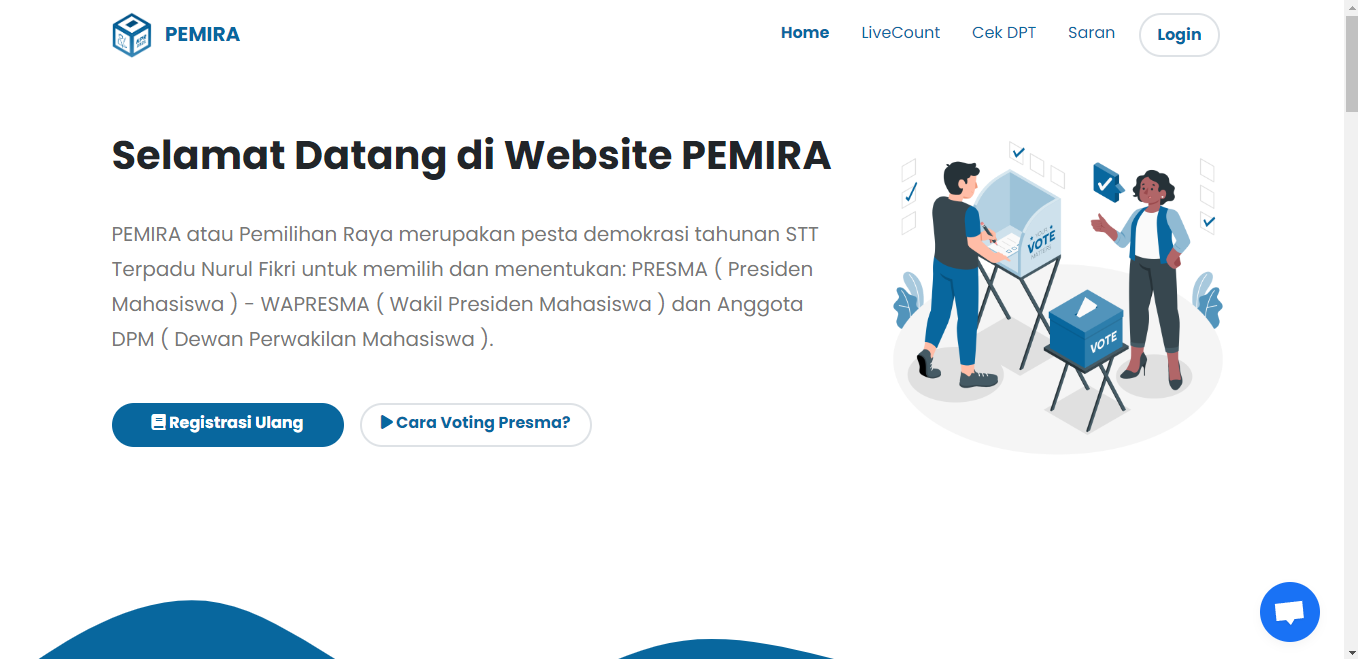 PEMIRA
Home
LiveCount
Cek DPT
Saran
Login
Selamat Datang di Website PEMIRA
PEMIRA atau Pemilihan Raya merupakan pesta demokrasi tahunan STT
Terpadu Nurul Fikri untuk memilih dan menentukan: PRESMA ( Presiden
Mahasiswa ) - WAPRESMA ( Wakil Presiden Mahasiswa ) dan Anggota
DPM ( Dewan Perwakilan Mahasiswa ).
Registrasi Ulang
Cara Voting Presma?
YOUR
VOTE
MATTERS
VOTE